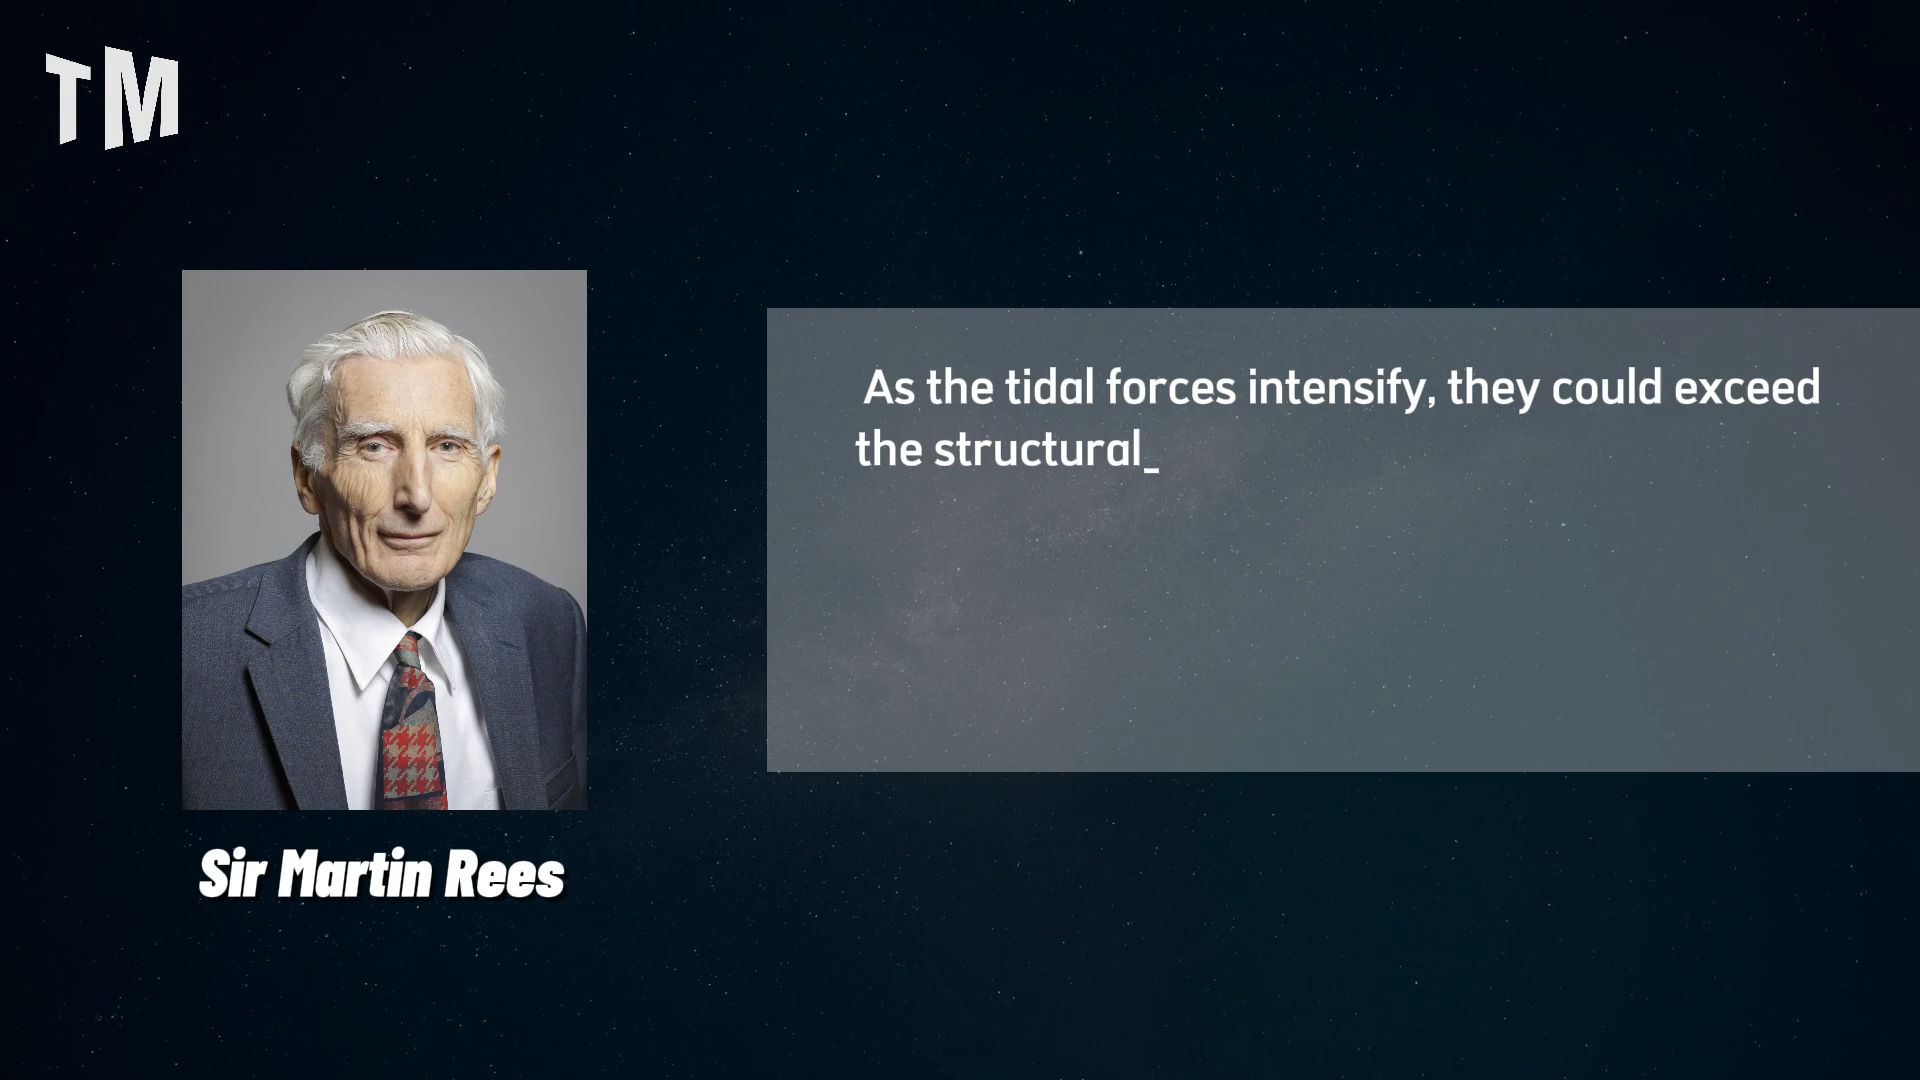 TM
As the tidal forces intensify, they could exceed
the structural_
Sir Martin Rees